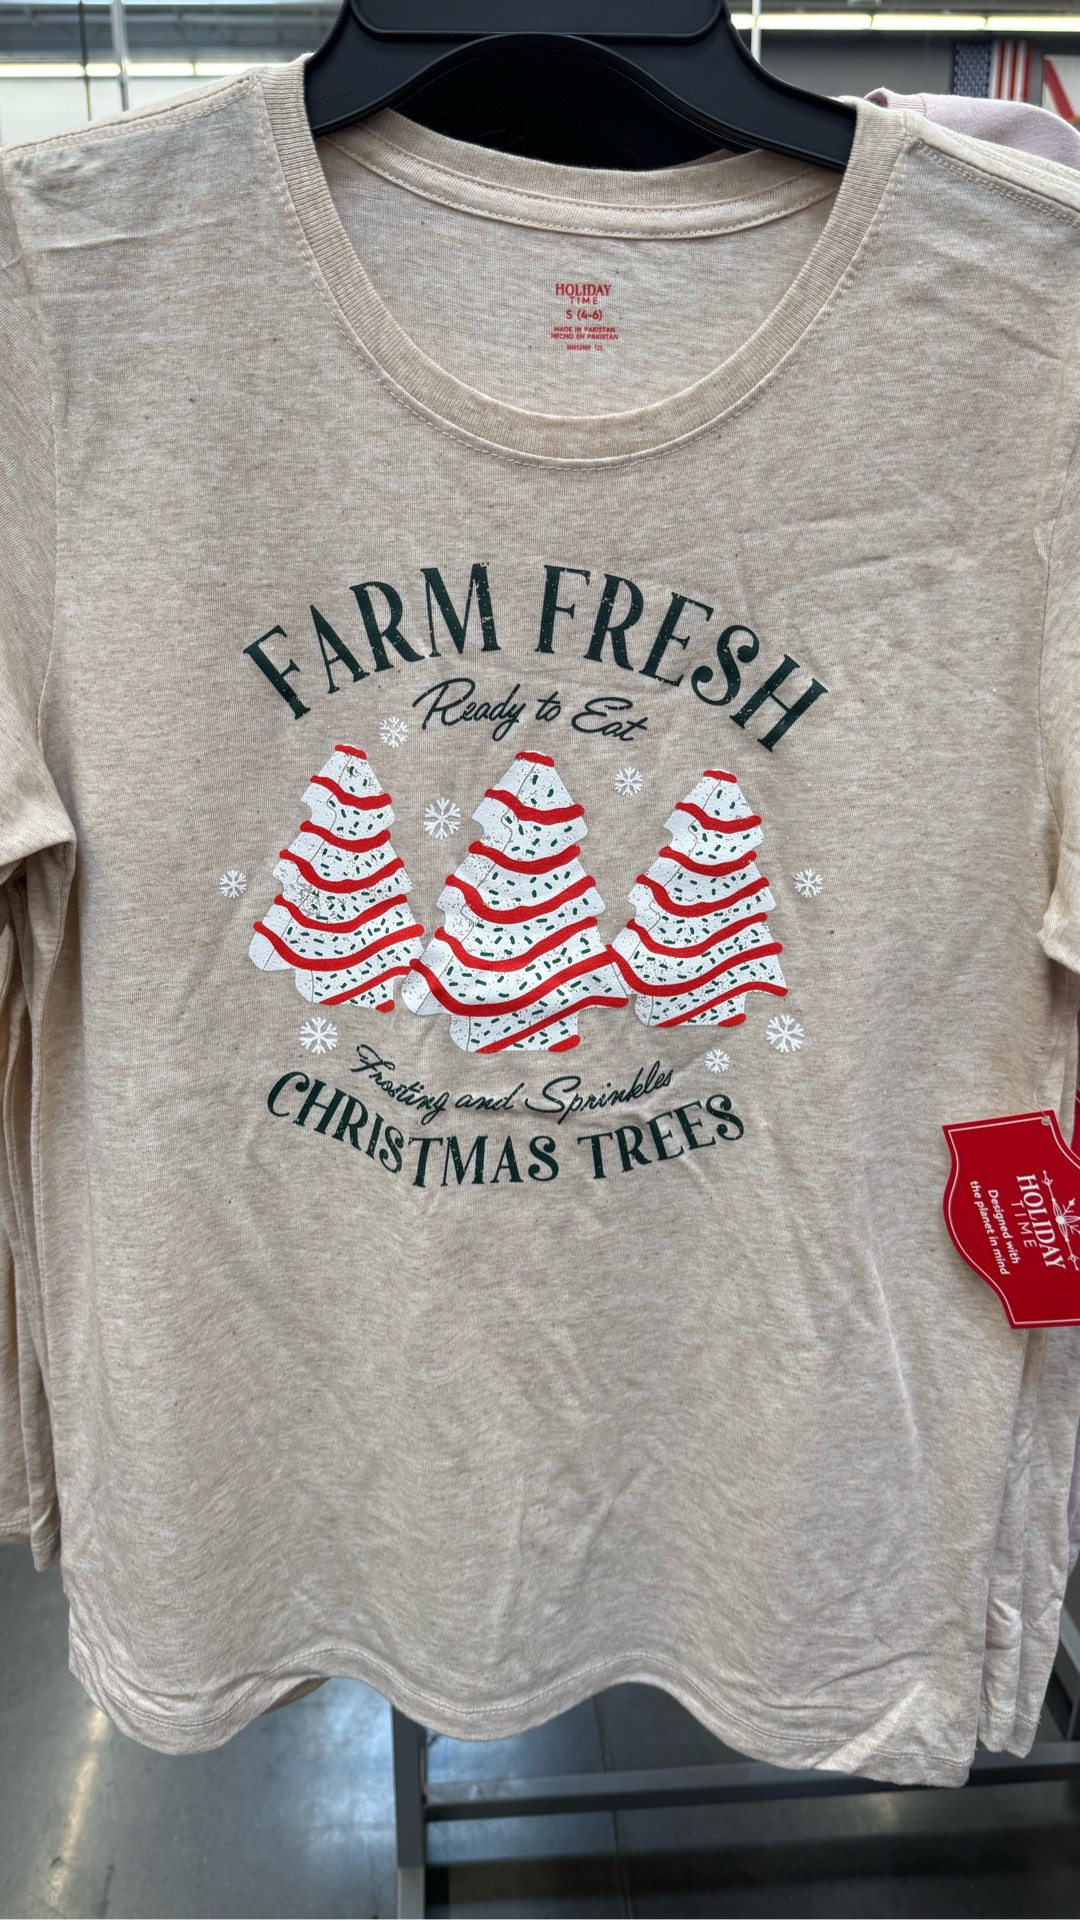 HOLIDAY
TIME
S (4-6)
MADE IN PAKISTAN
HECHO EN PAKISTAN
FARM FRESH
Ready to Eat
Frosting and Sprinkles
CHRISTMAS TREES
HOLIDAY
TIME
Designed with
the planet in mind